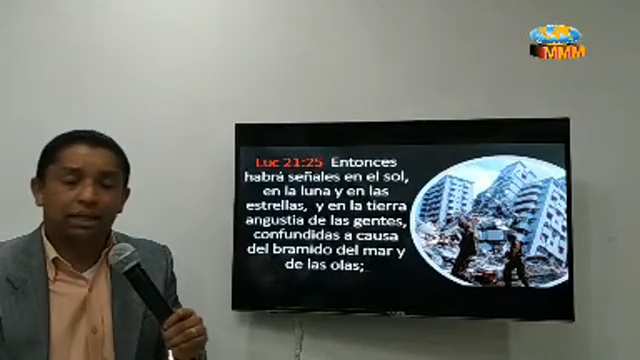 MMM
Luc 21:25 Entonces
habrá señales en el sol,
en la luna y en las
estrellas, y en la tierra
angustia de las gentes,
confundidas a causa
del bramido del mar y
de las olas;